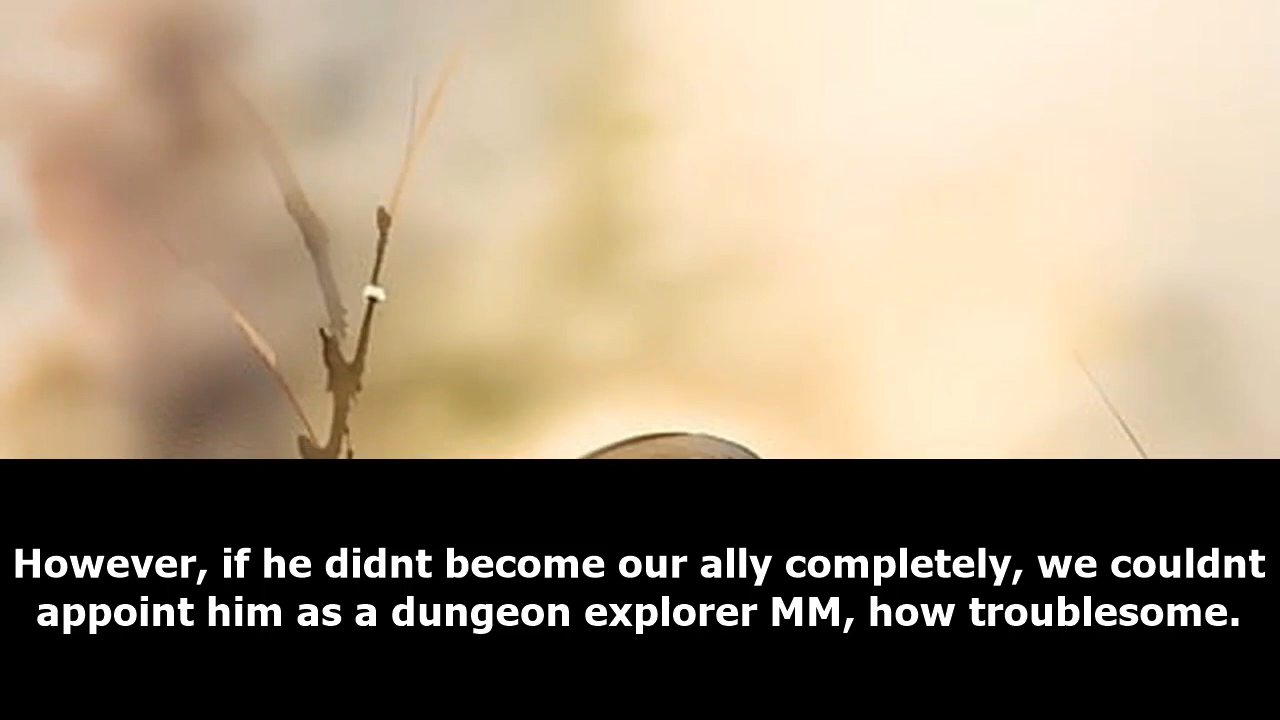 However, if he didnt become our ally completely, we couldnt
appoint him as a dungeon explorer MM, how troublesome.